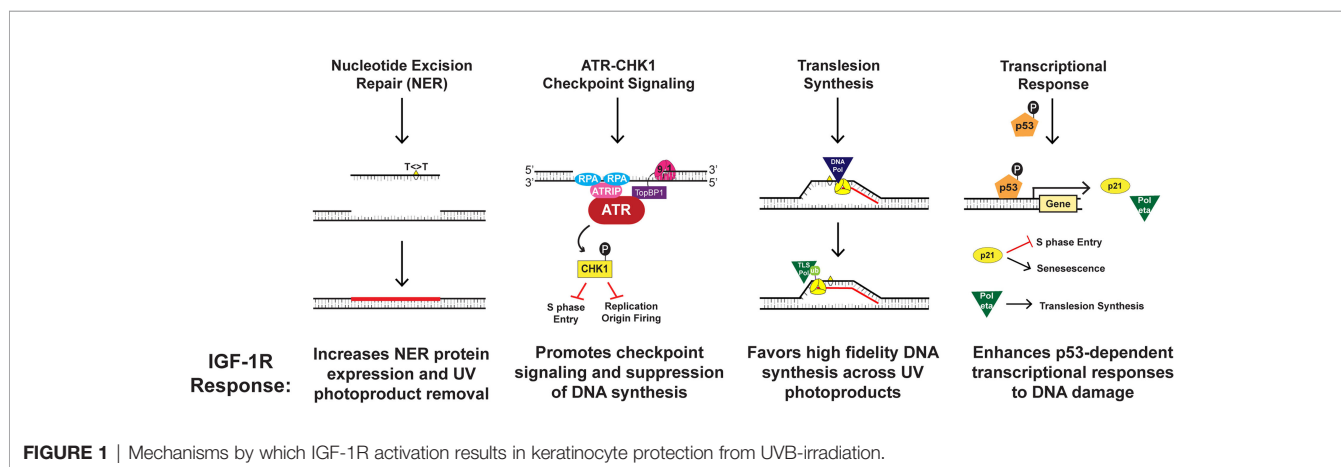 Nucleotide Excision
Repair (NER)
T<>T
ATR-CHK1
Checkpoint Signaling
5'
3'
3'
5'
RPA
RPA
9-1-1
ATRIP
TopBP1
ATR
P
CHK1
S phase
Entry
Replication
Origin Firing
Translesion
Synthesis
DNA
Pol
TLS
Pol
ub
Transcriptional
Response
P
p53
P
p53
Gene
p21
Pol
eta
p21
S phase Entry
Senesescence
Pol
eta
Translesion Synthesis
IGF-1R
Response:
Increases NER protein
expression and UV
photoproduct removal
Promotes checkpoint
signaling and suppression
of DNA synthesis
Favors high fidelity DNA
synthesis across UV
photoproducts
Enhances p53-dependent
transcriptional responses
to DNA damage
FIGURE 1 | Mechanisms by which IGF-1R activation results in keratinocyte protection from UVB-irradiation.